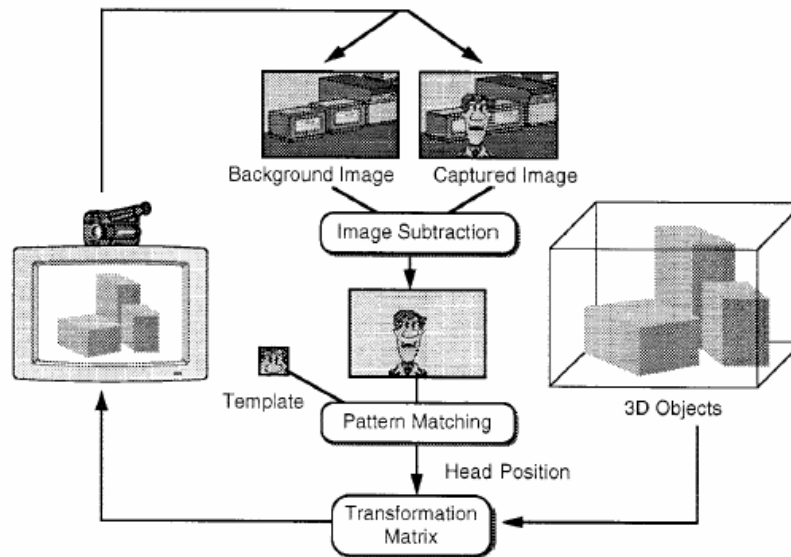 Background Image
Captured Image
Image Subtraction
Template
Pattern Matching
3D Objects
Head Position
Transformation
Matrix